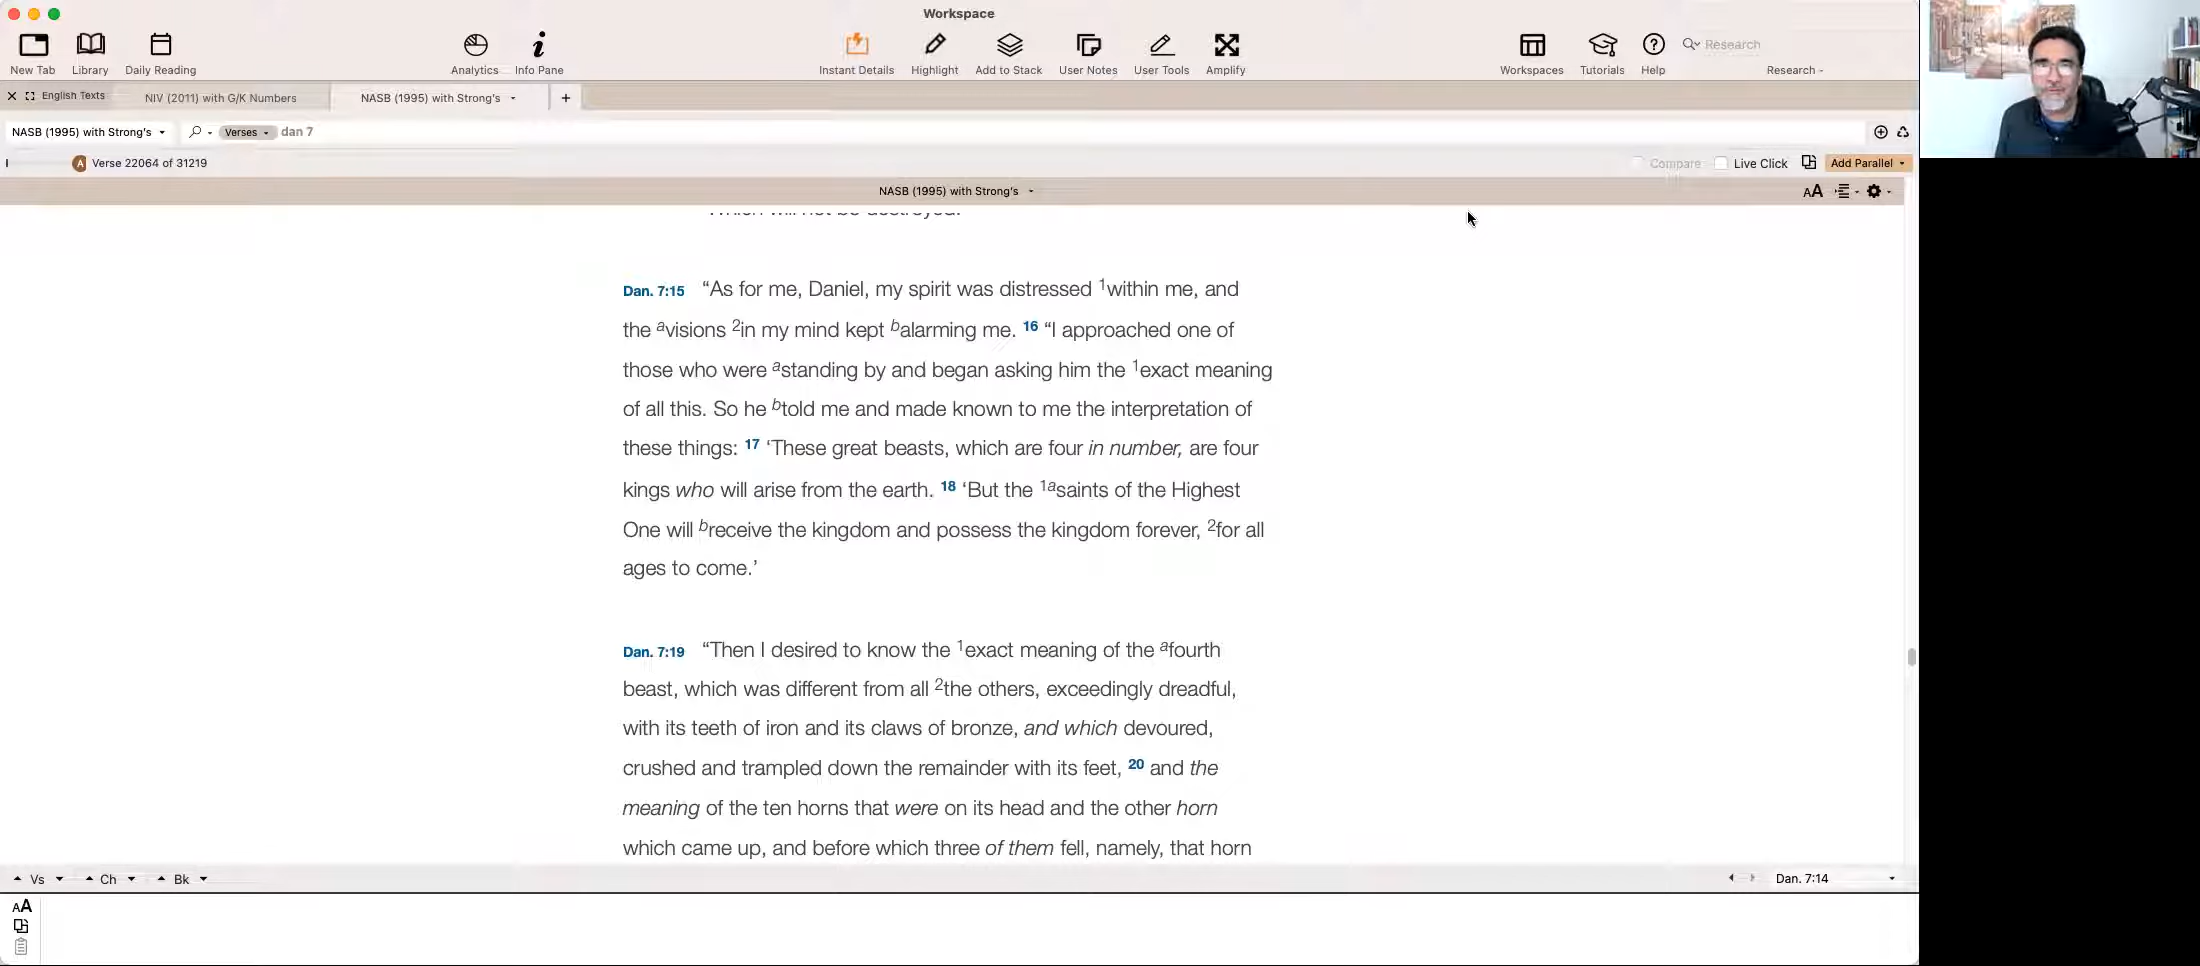 Workspace
New Tab
Library
Daily Reading
Analytics
Info Pane
Instant Details
Highlight
Add to Stack
User Notes
User Tools
Amplify
Workspaces
Tutorials
Help
Research
Research
English Texts
NIV (2011) with G/K Numbers
NASB (1995) with Strong's
NASB (1995) with Strong's
Verses
dan 7
A Verse 22064 of 31219
Compare
Live Click
Add Parallel
NASB (1995) with Strong's
AA
Which will not be destroyed.
Dan. 7:15 “As for me, Daniel, my spirit was distressed 1within me, and
the avisions 2in my mind kept balarming me. 16 “I approached one of
those who were astanding by and began asking him the 1exact meaning
of all this. So he btold me and made known to me the interpretation of
these things: 17 ‘These great beasts, which are four in number, are four
kings who will arise from the earth. 18 ‘But the 1asaints of the Highest
One will breceive the kingdom and possess the kingdom forever, 2for all
ages to come.’
Dan. 7:19 “Then I desired to know the 1exact meaning of the afourth
beast, which was different from all 2the others, exceedingly dreadful,
with its teeth of iron and its claws of bronze, and which devoured,
crushed and trampled down the remainder with its feet, 20 and the
meaning of the ten horns that were on its head and the other horn
which came up, and before which three of them fell, namely, that horn
Vs
Ch
Bk
Dan. 7:14
AA